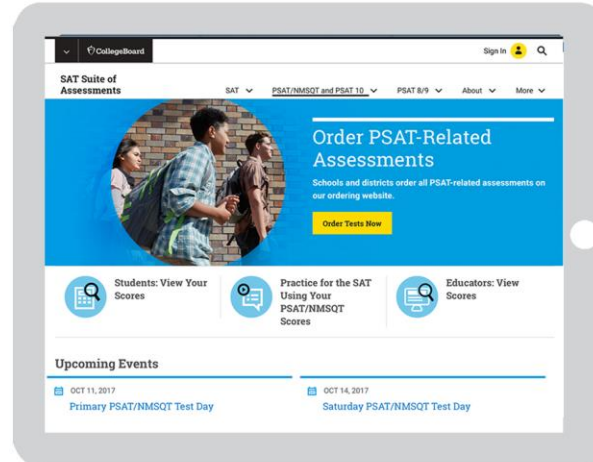 CollegeBoard
Sign In
SAT Suite of
Assessments
SAT
PSAT/NMSQT and PSAT 10
PSAT 8/9
About
More
Order PSAT-Related
Assessments
Schools and districts order all PSAT-related assessments on
our ordering website.
Order Tests Now
Students: View Your
Scores
Practice for the SAT
Using Your
PSAT/NMSQT
Scores
Educators: View
Scores
Upcoming Events
OCT 11, 2017
Primary PSAT/NMSQT Test Day
OCT 14, 2017
Saturday PSAT/NMSQT Test Day